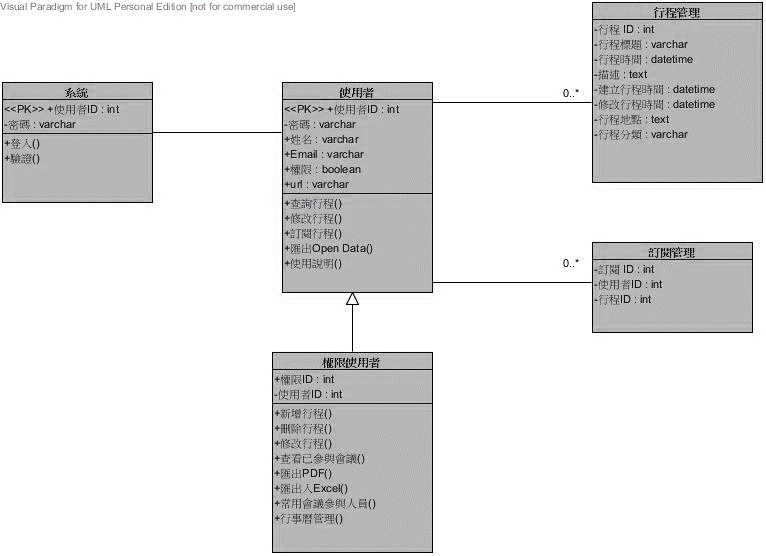 Visual Paradigm for UML Personal Edition [not for commercial use]
行程管理
-行程 ID : int
-行程標題 : varchar
-行程時間 : datetime
-描述 : text
-建立行程時間 : datetime
-修改行程時間 : datetime
-行程地點 : text
-行程分類 : varchar
系統
<<PK>> +使用者ID : int
-密碼 : varchar
+登入()
+驗證()
使用者
<<PK>> +使用者ID : int
-密碼 : varchar
+姓名 : varchar
+Email : varchar
+權限 : boolean
+url : varchar
+查詢行程()
+修改行程()
+訂閱行程()
+匯出Open Data()
+使用說明()
0..*
0..*
訂閱管理
-訂閱 ID : int
-使用者ID : int
-行程ID : int
權限使用者
+權限ID : int
-使用者ID : int
+新增行程()
+刪除行程()
+修改行程()
+查看已參與會議()
+匯出PDF()
+匯出入Excel()
+常用會議參與人員()
+行事曆管理()